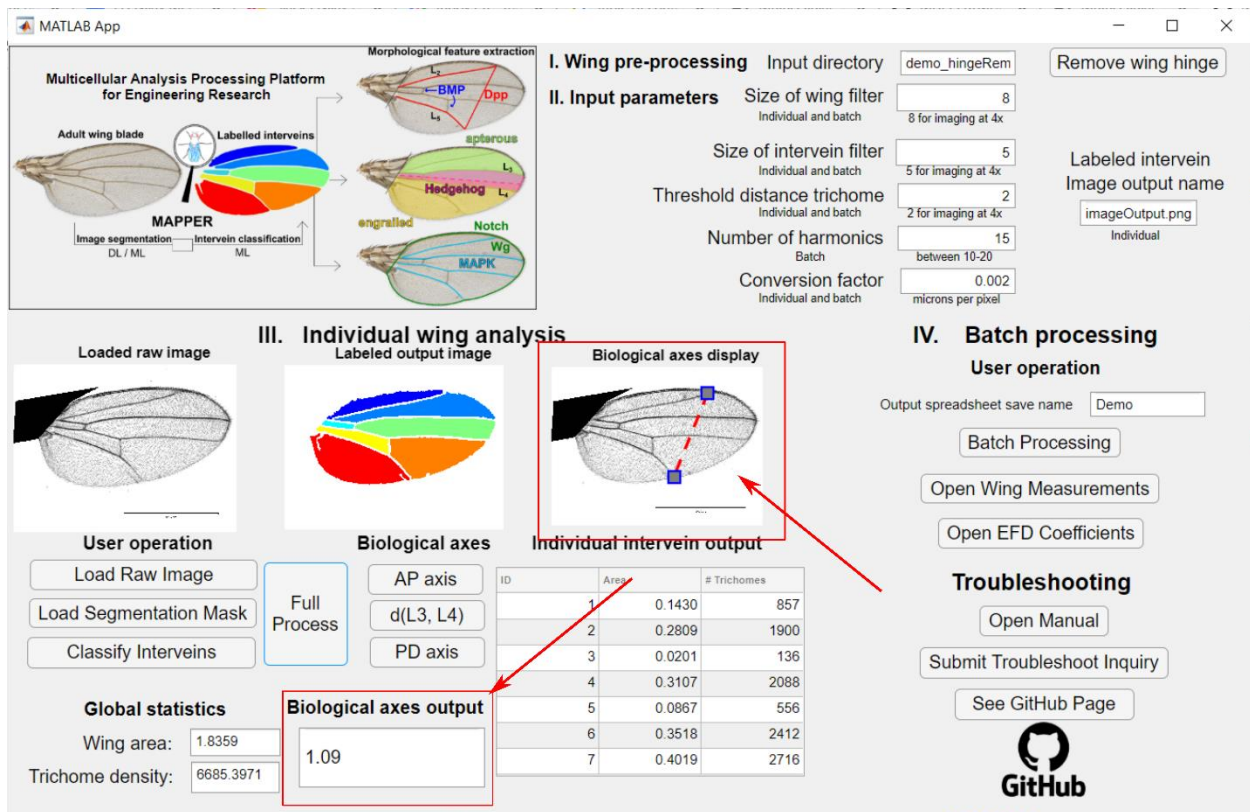 MATLAB App
Multicellular Analysis Processing Platform
for Engineering Research
Adult wing blade
Labelled interveins
MAPPER
Image segmentation
DL / ML
Intervein classification
ML
Morphological feature extraction
L2
BMP
Dpp
L5
apterous
L3
Hedgehog
L4
engrailed
Notch
Wg
MAPK
I. Wing pre-processing
Input directory
demo_hingeRem
Remove wing hinge
II. Input parameters
Size of wing filter
8
Individual and batch
8 for imaging at 4x
Size of intervein filter
5
Individual and batch
5 for imaging at 4x
Threshold distance trichome
2
Individual and batch
2 for imaging at 4x
Number of harmonics
15
Batch
between 10-20
Conversion factor
0.002
Individual and batch
microns per pixel
Labeled intervein
Image output name
imageOutput.png
Individual
III. Individual wing analysis
Loaded raw image
Labeled output image
Biological axes display
User operation
Load Raw Image
Load Segmentation Mask
Classify Interveins
Full
Process
Biological axes
AP axis
d(L3, L4)
PD axis
Individual intervein output
ID Area # Trichomes
1 0.1430 857
2 0.2809 1900
3 0.0201 136
4 0.3107 2088
5 0.0867 556
6 0.3518 2412
7 0.4019 2716
Global statistics
Wing area: 1.8359
Trichome density: 6685.3971
Biological axes output
1.09
IV. Batch processing
User operation
Output spreadsheet save name Demo
Batch Processing
Open Wing Measurements
Open EFD Coefficients
Troubleshooting
Open Manual
Submit Troubleshoot Inquiry
See GitHub Page
GitHub